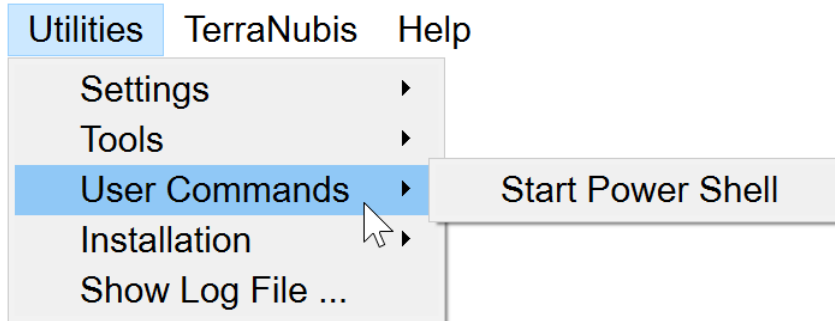 Utilities TerraNubis Help
Settings
Tools
User Commands Start Power Shell
Installation
Show Log File ...